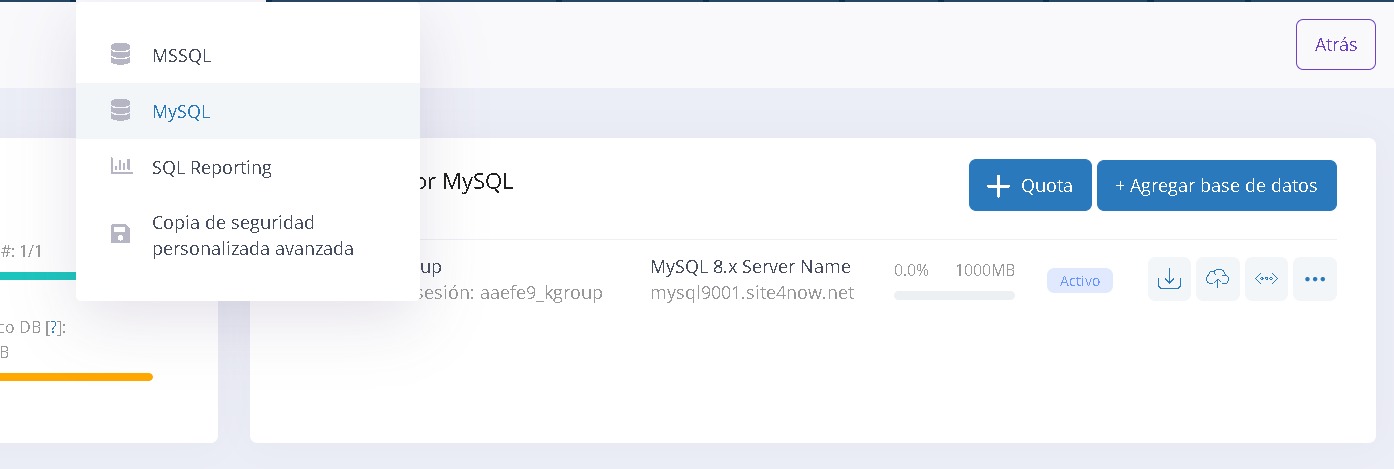 Atrás
MSSQL
MySQL
SQL Reporting
Copia de seguridad
personalizada avanzada
or MySQL
Quota
+ Agregar base de datos
#: 1/1
up
sesión: aaefe9_kgroup
MySQL 8.x Server Name
mysql9001.site4now.net
0.0% 1000MB
Activo
co DB [?]:
B